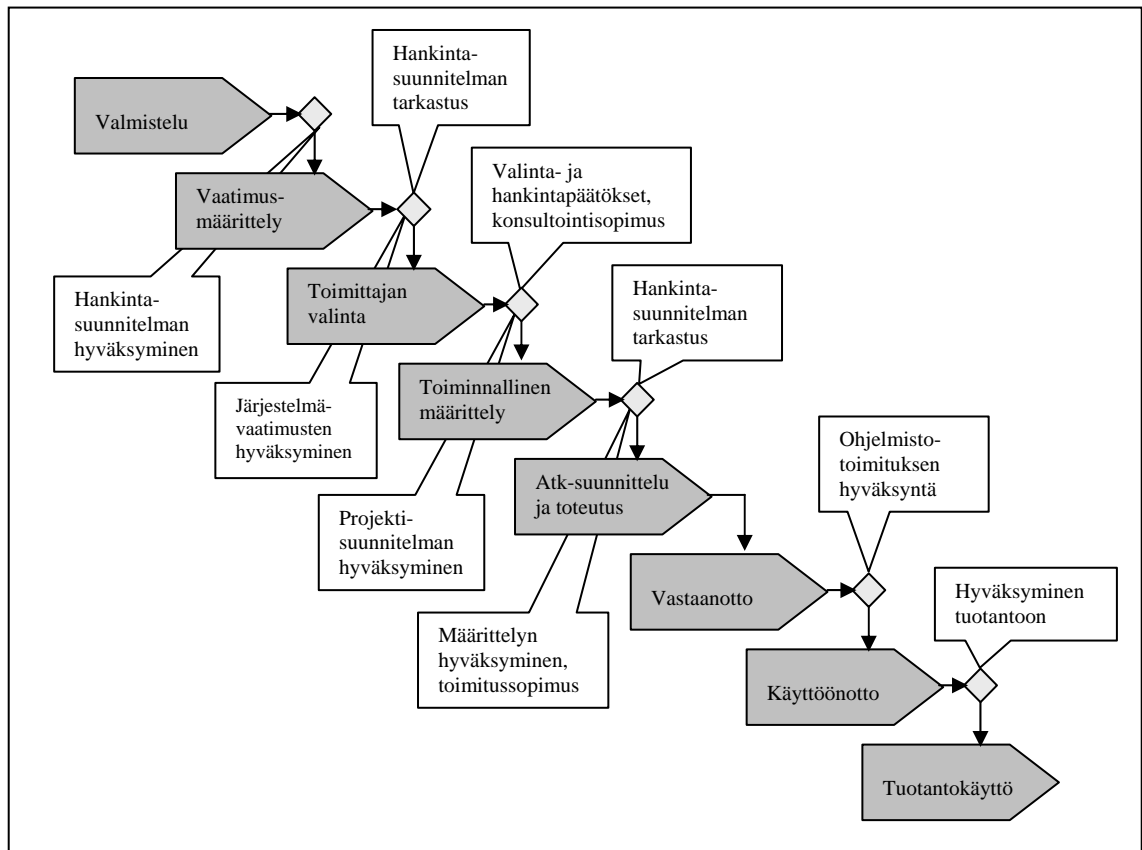 Hankinta-
suunnitelman
tarkastus
Valmistelu
Valinta- ja
hankintapäätökset,
konsultointisopimus
Vaatimus-
määrittely
Hankinta-
suunnitelman
hyväksyminen
Toimittajan
valinta
Hankinta-
suunnitelman
tarkastus
Järjestelmä-
vaatimusten
hyväksyminen
Toiminnallinen
määrittely
Ohjelmisto-
toimituksen
hyväksyntä
Atk-suunnittelu
ja toteutus
Projekti-
suunnitelman
hyväksyminen
Vastaanotto
Hyväksyminen
tuotantoon
Määrittelyn
hyväksyminen,
toimitussopimus
Käyttöönotto
Tuotantokäyttö